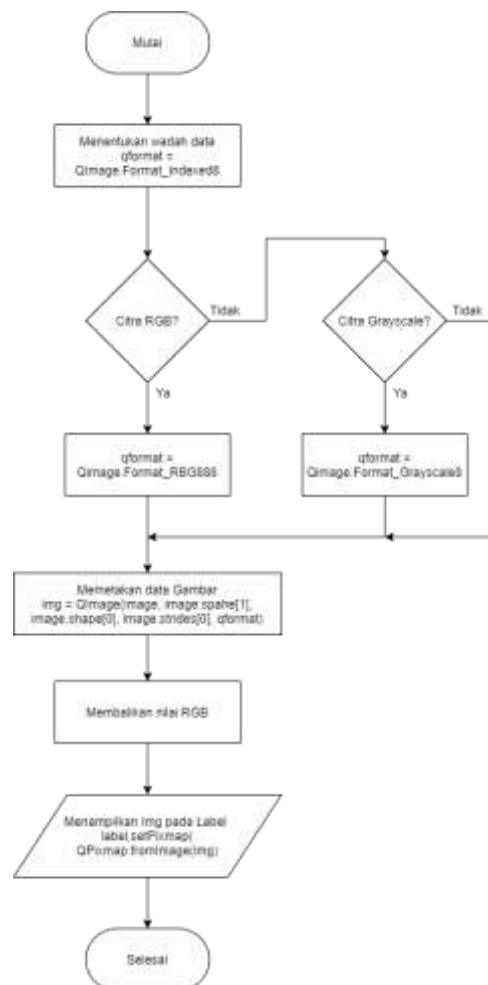 Mulai
Menentukan wadah data
qformat =
QImage.Format_Indexed8
Citra RGB?
Tidak
Citra Grayscale?
Tidak
Ya
Ya
qformat =
QImage.Format_RBG888
qformat =
QImage.Format_Grayscale8
Memetakan data Gambar
img = QImage(image, image.spahe[1],
image.shape[0], image.strides[0], qformat)
Membalikan nilai RGB
Menampilkan img pada Label
label.setPixmap(
QPixmap.fromImage(img)
Selesai